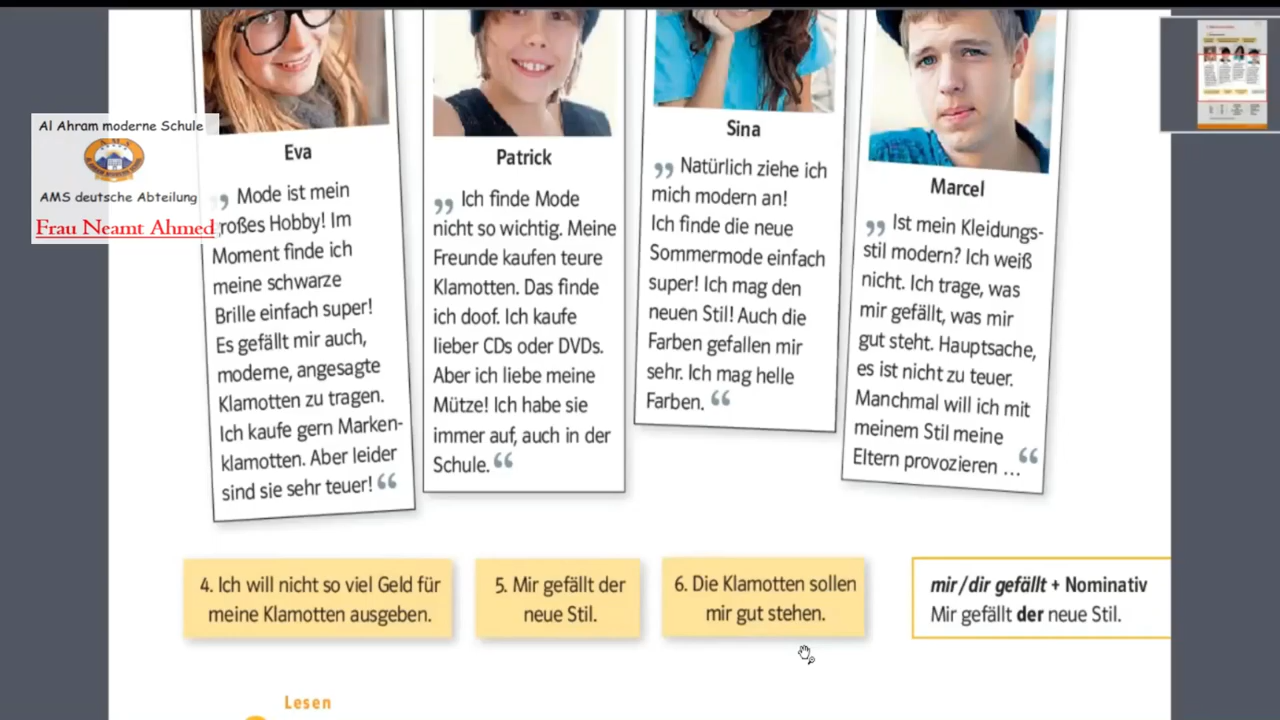 Al Ahram moderne Schule
AMS
AMS deutsche Abteilung
Frau Neamt Ahmed
Eva
„ Mode ist mein
großes Hobby! Im
Moment finde ich
meine schwarze
Brille einfach super!
Es gefällt mir auch,
moderne, angesagte
Klamotten zu tragen.
Ich kaufe gern Marken-
klamotten. Aber leider
sind sie sehr teuer! “
Patrick
„ Ich finde Mode
nicht so wichtig. Meine
Freunde kaufen teure
Klamotten. Das finde
ich doof. Ich kaufe
lieber CDs oder DVDs.
Aber ich liebe meine
Mütze! Ich habe sie
immer auf, auch in der
Schule. “
Sina
„ Natürlich ziehe ich
mich modern an!
Ich finde die neue
Sommermode einfach
super! Ich mag den
neuen Stil! Auch die
Farben gefallen mir
sehr. Ich mag helle
Farben. “
Marcel
„ Ist mein Kleidungs-
stil modern? Ich weiß
nicht. Ich trage, was
mir gefällt, was mir
gut steht. Hauptsache,
es ist nicht zu teuer.
Manchmal will ich mit
meinem Stil meine
Eltern provozieren ... “
4. Ich will nicht so viel Geld für
meine Klamotten ausgeben.
5. Mir gefällt der
neue Stil.
6. Die Klamotten sollen
mir gut stehen.
mir/dir gefällt + Nominativ
Mir gefällt der neue Stil.
Lesen